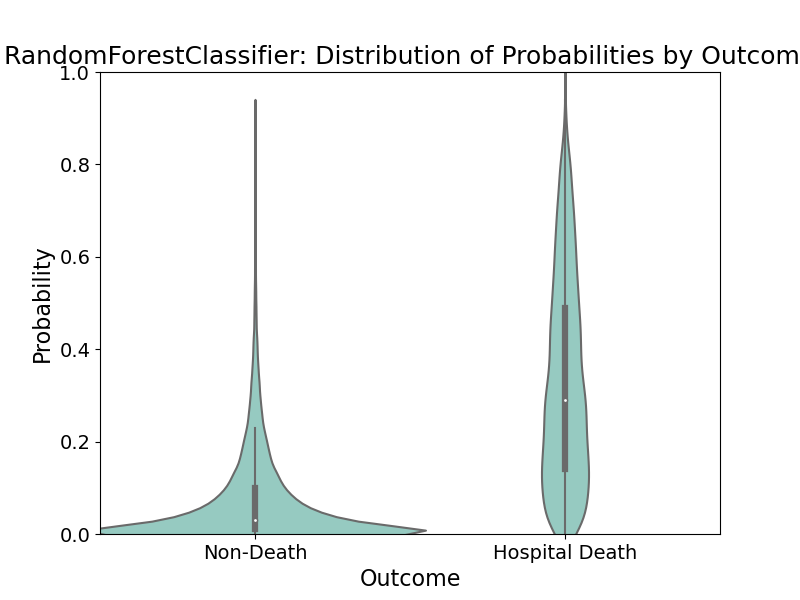 RandomForestClassifier: Distribution of Probabilities by Outcom
1.0
0.8
0.6
0.4
0.2
0.0
Probability
Non-Death Hospital Death
Outcome